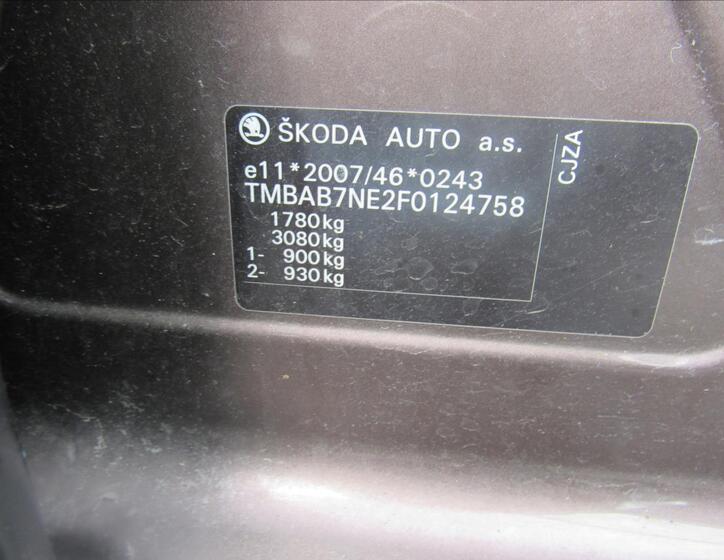 ŠKODA AUTO a.s.
e11*2007/46*0243
TMBAB7NE2F0124758
1780kg
3080kg
1- 900kg
2- 930kg
CJZA